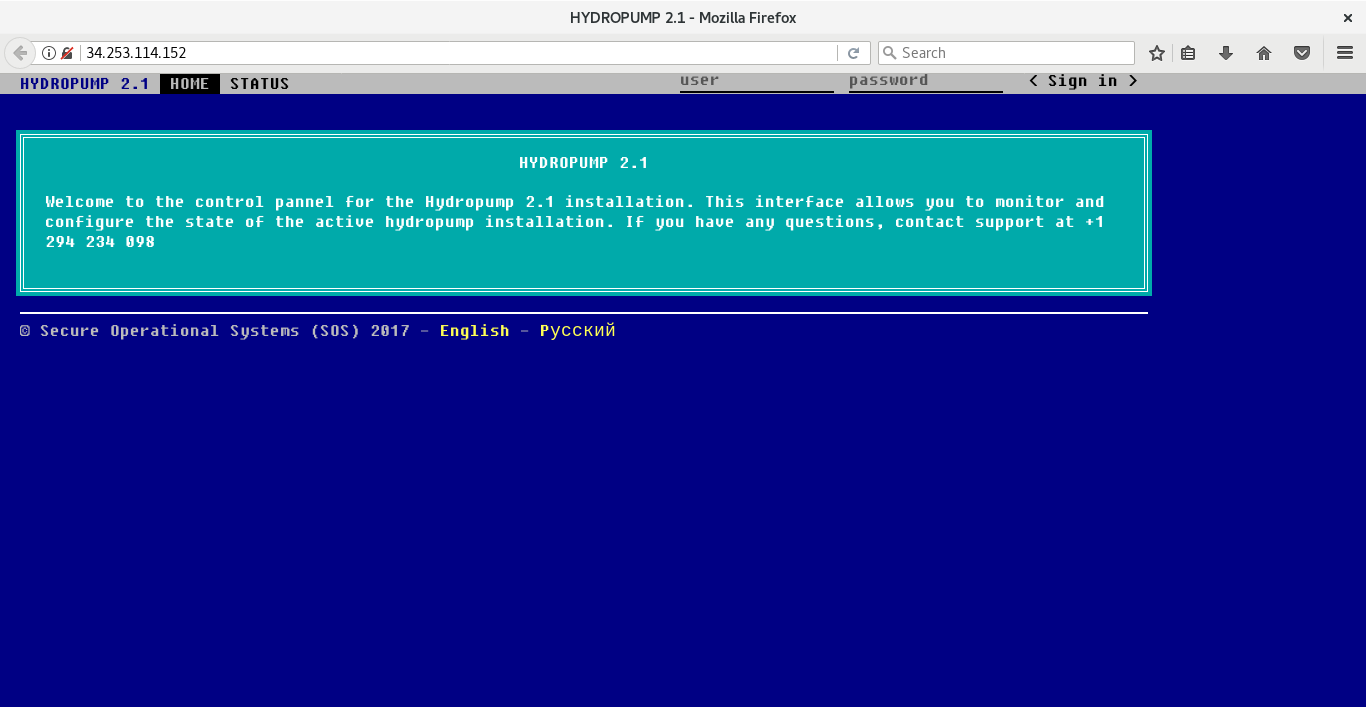 HYDROPUMP 2.1 - Mozilla Firefox
34.253.114.152 Search
HYDROPUMP 2.1 HOME STATUS user password < Sign in >
HYDROPUMP 2.1
Welcome to the control pannel for the Hydropump 2.1 installation. This interface allows you to monitor and
configure the state of the active hydropump installation. If you have any questions, contact support at +1
294 234 098
© Secure Operational Systems (SOS) 2017 - English - Русский